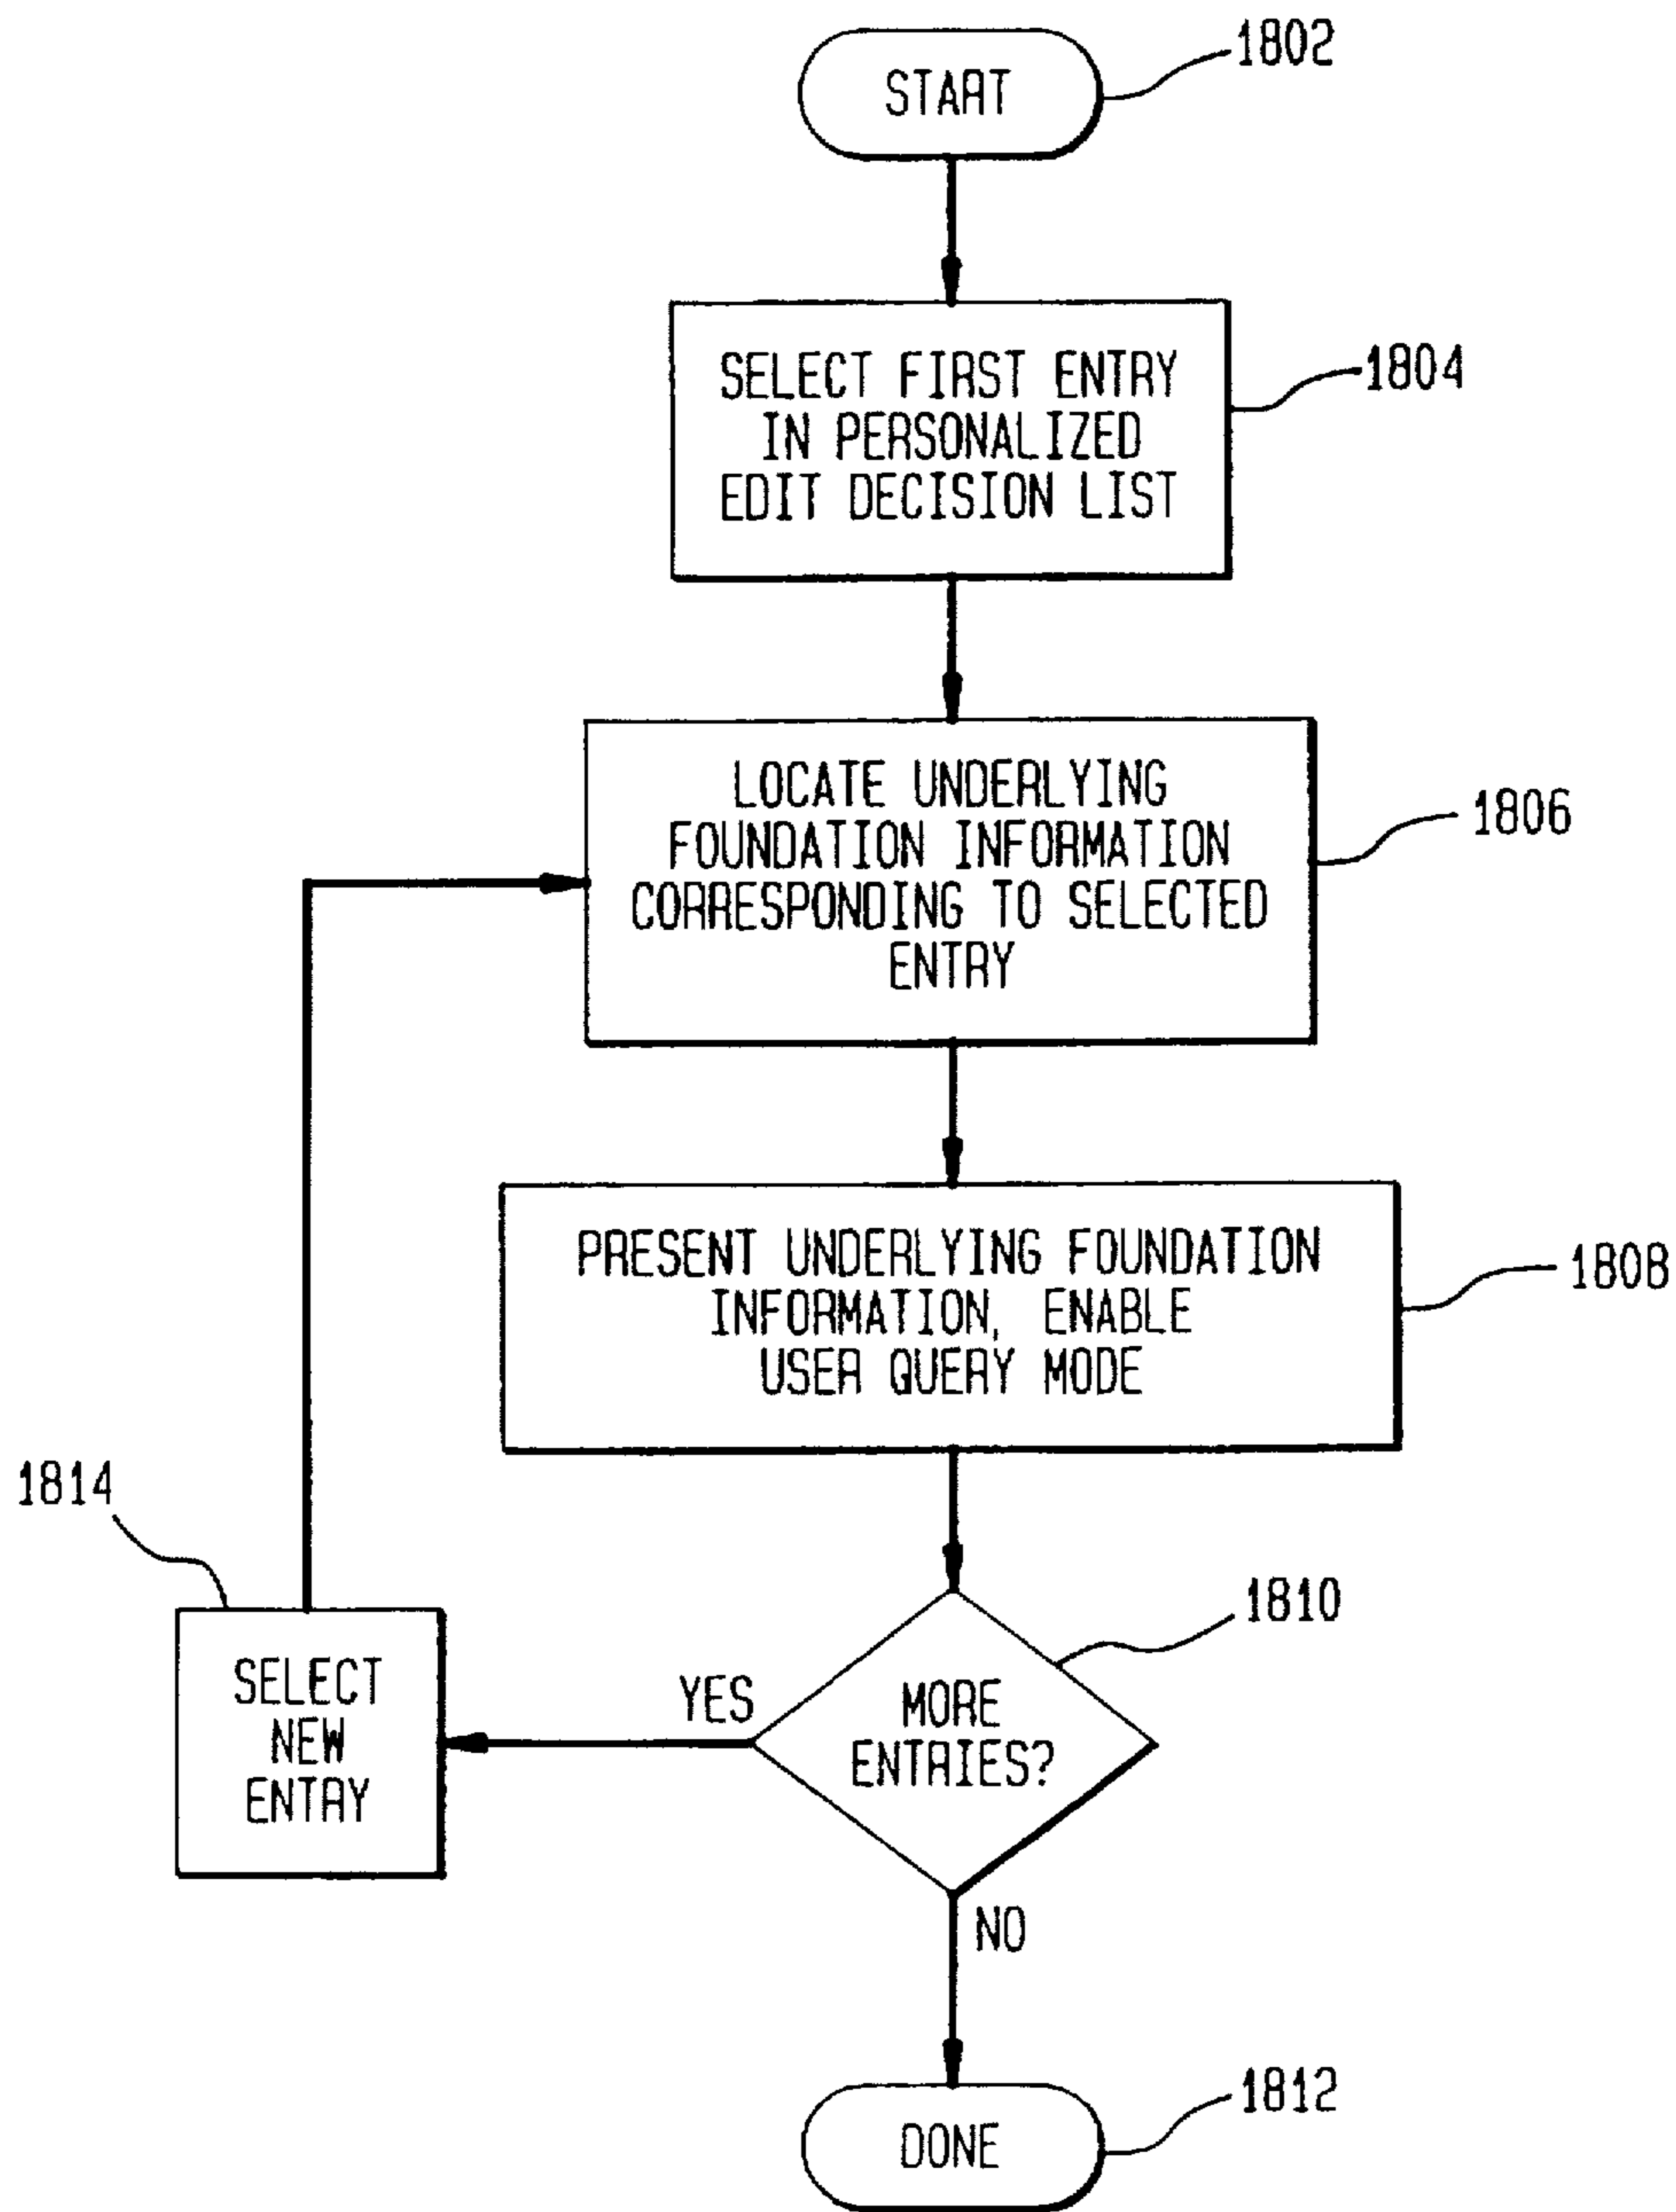 START
1802
SELECT FIRST ENTRY
IN PERSONALIZED
EDIT DECISION LIST
1804
LOCATE UNDERLYING
FOUNDATION INFORMATION
CORRESPONDING TO SELECTED
ENTRY
1806
PRESENT UNDERLYING FOUNDATION
INFORMATION, ENABLE
USER QUERY MODE
1808
1814
SELECT
NEW
ENTRY
YES
MORE
ENTRIES?
1810
NO
DONE
1812